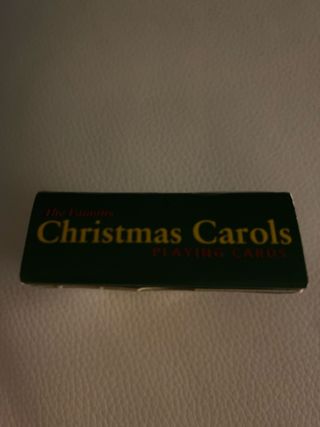 The Famous
Christmas Carols
PLAYING CARDS